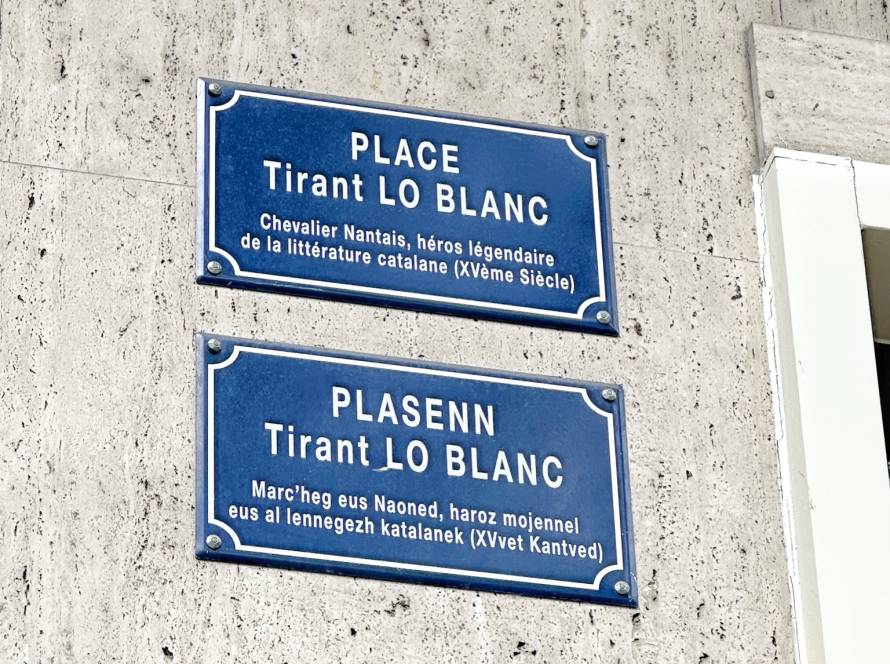 PLACE
Tirant LO BLANC
Chevalier Nantais, héros légendaire
de la littérature catalane (XVème Siècle)
PLASENN
Tirant LO BLANC
Marc'heg eus Naoned, haroz mojennel
eus al lennegezh katalanek (XVvet Kantved)